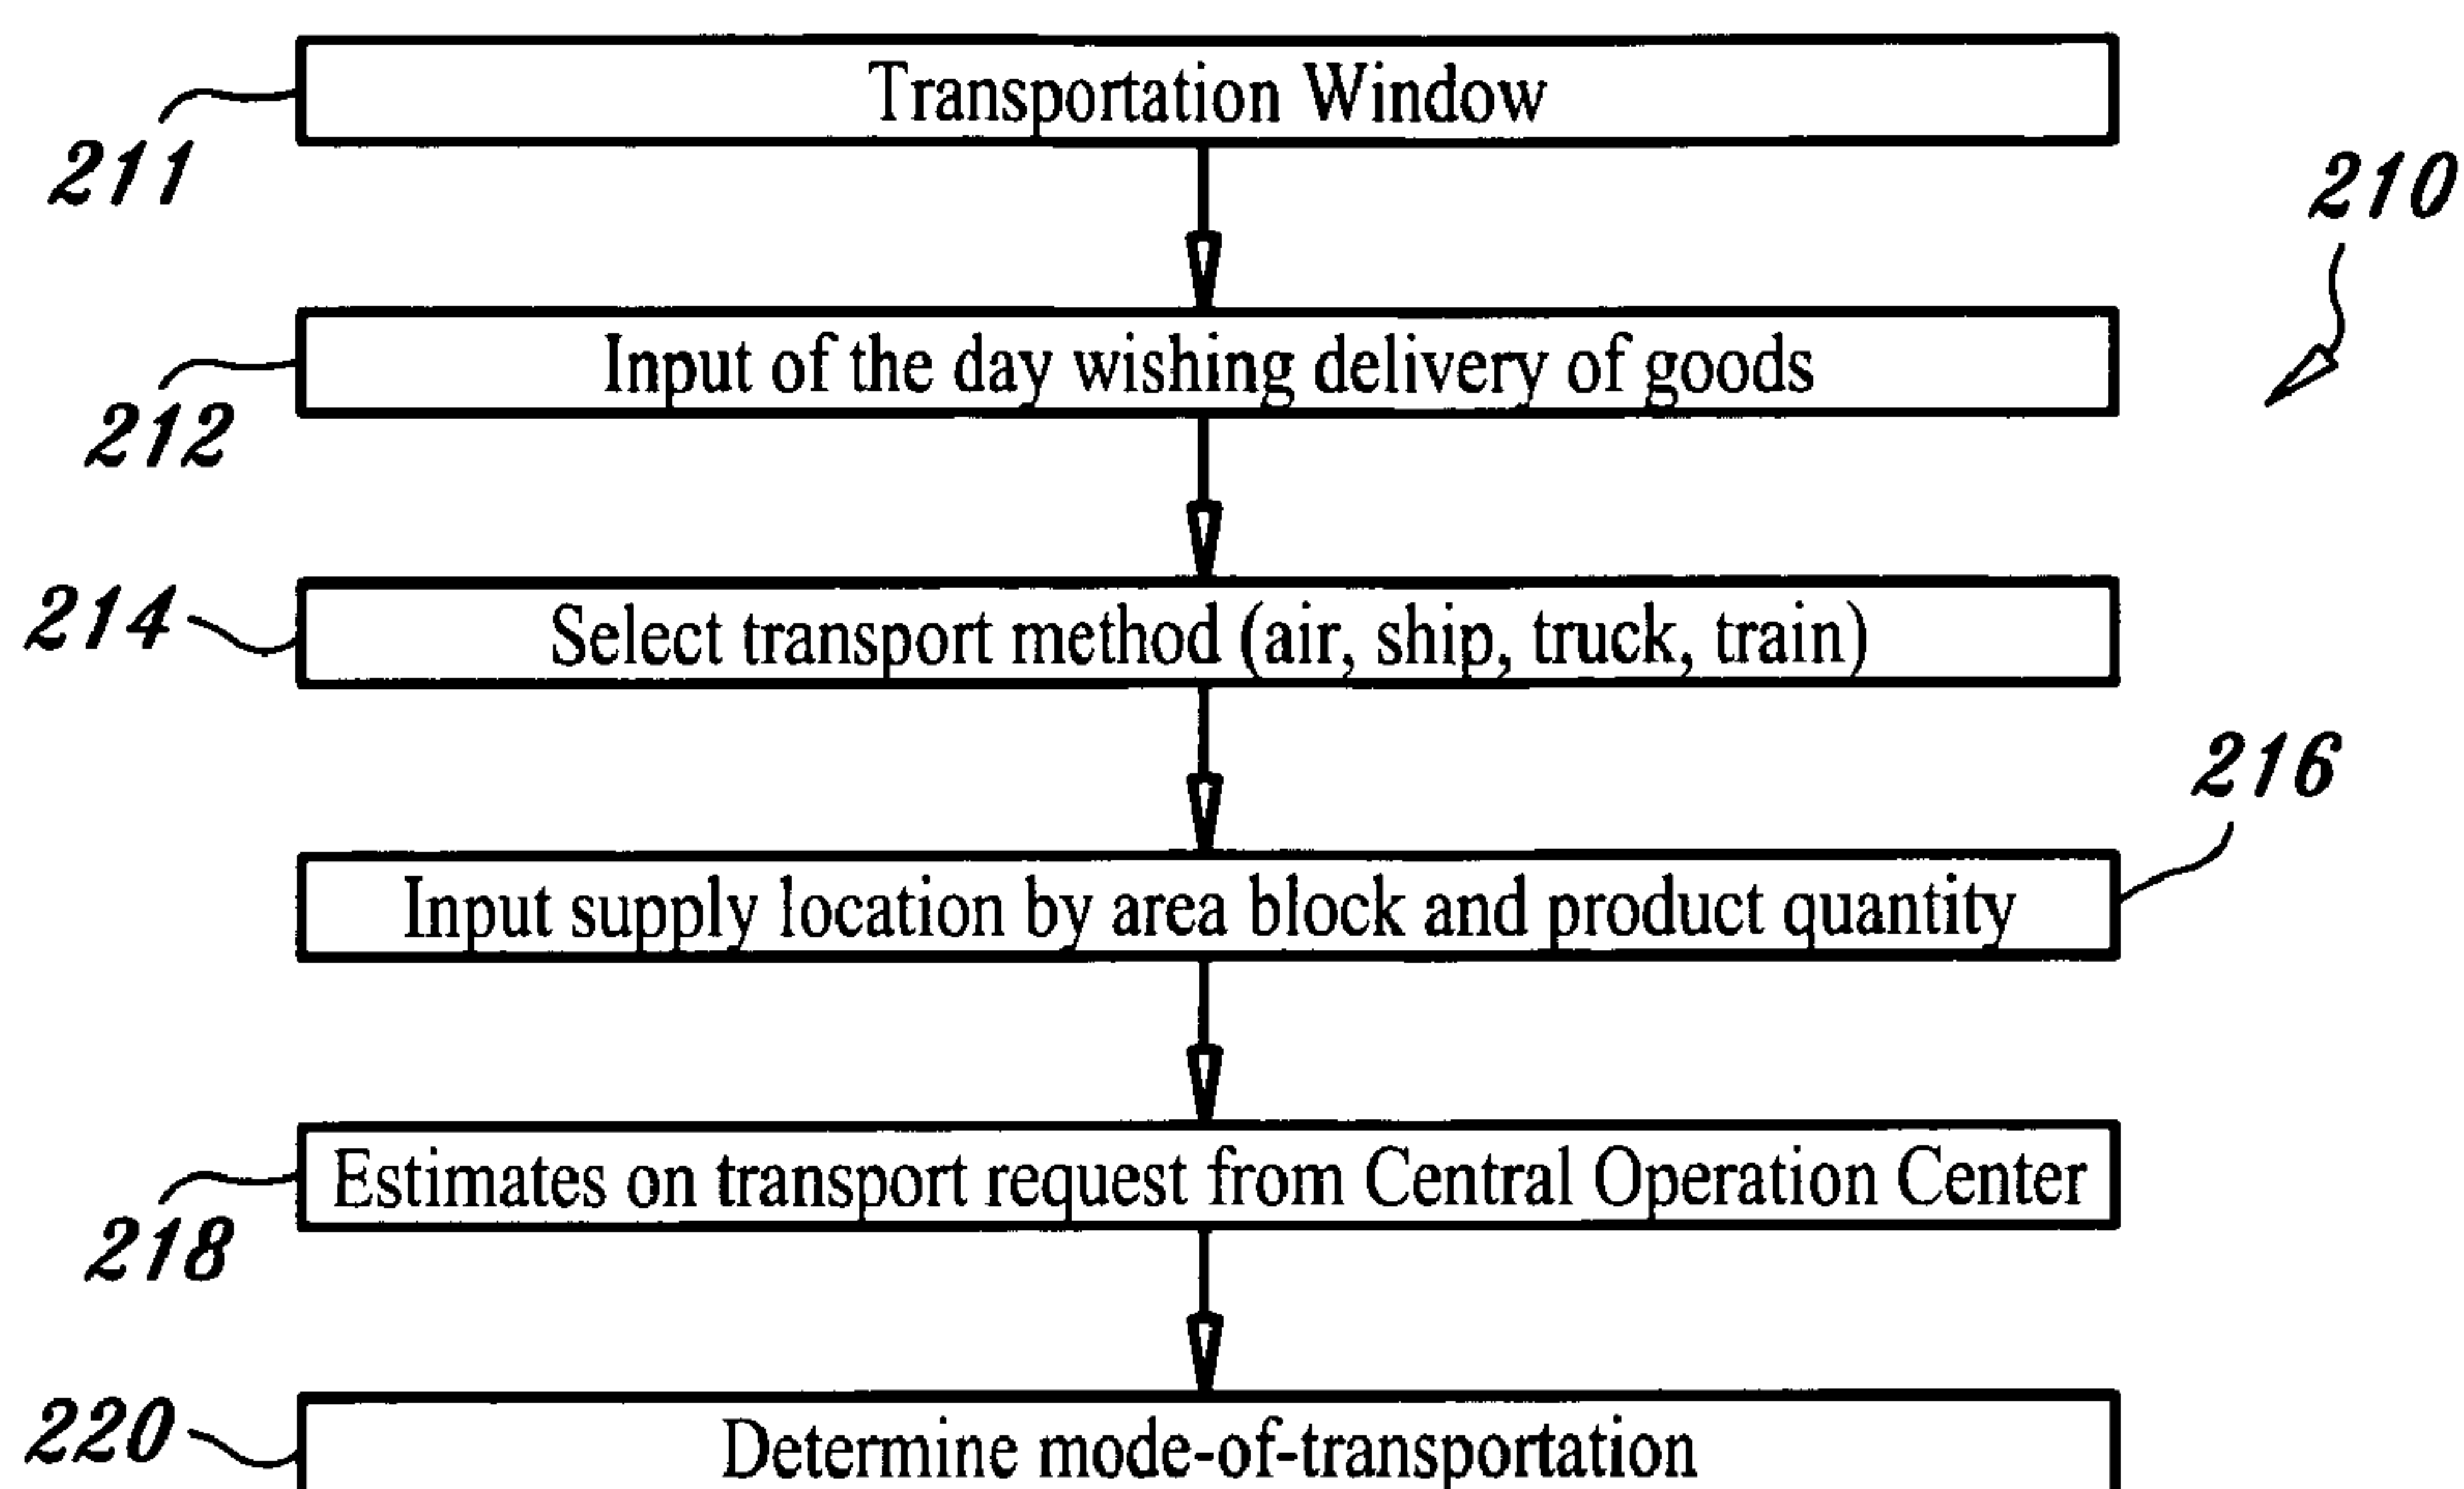 Transportation Window
211
210
Input of the day wishing delivery of goods
212
Select transport method (air, ship, truck, train)
214
216
Input supply location by area block and product quantity
Estimates on transport request from Central Operation Center
218
220
Determine mode-of-transportation